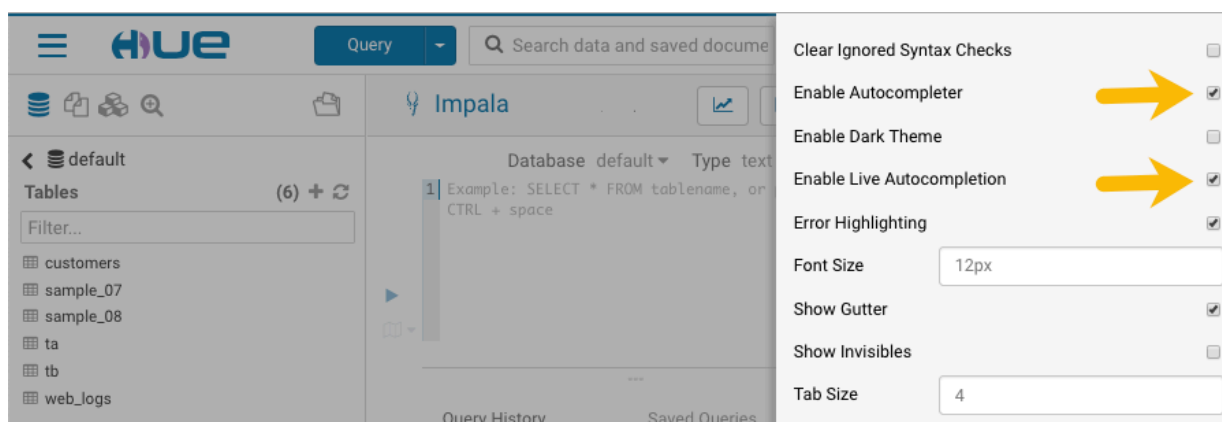 HUE
Query
Search data and saved docume
Impala
default
Database default Type text
Tables (6)
1 Example: SELECT * FROM tablename, or
CTRL + space
Filter...
customers
sample_07
sample_08
ta
tb
web_logs
Query History Saved Queries
Clear Ignored Syntax Checks
Enable Autocompleter
Enable Dark Theme
Enable Live Autocompletion
Error Highlighting
Font Size 12px
Show Gutter
Show Invisibles
Tab Size 4